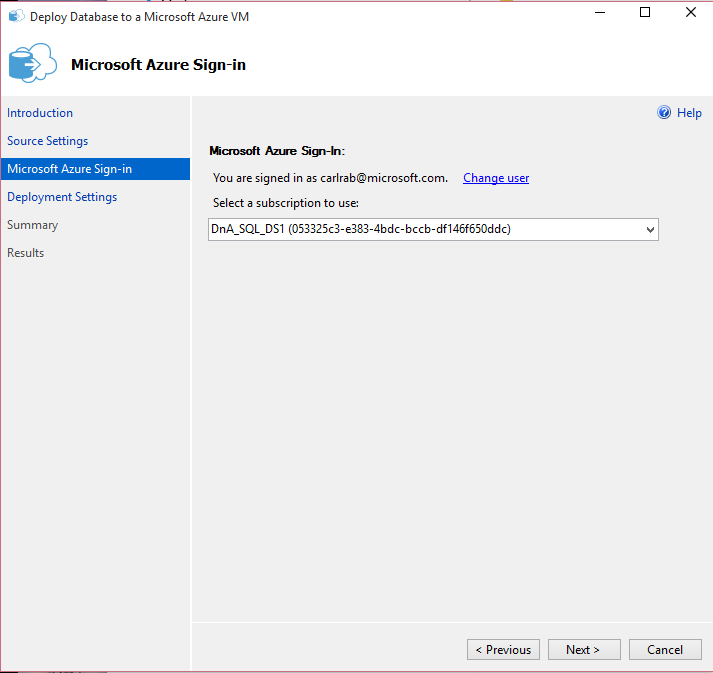 Deploy Database to a Microsoft Azure VM
Microsoft Azure Sign-in
Introduction
Source Settings
Microsoft Azure Sign-in
Deployment Settings
Summary
Results
Help
Microsoft Azure Sign-In:
You are signed in as carlrab@microsoft.com. Change user
Select a subscription to use:
DnA_SQL_DS1 (053325c3-e383-4bdc-bccb-df146f650ddc)
< Previous Next > Cancel